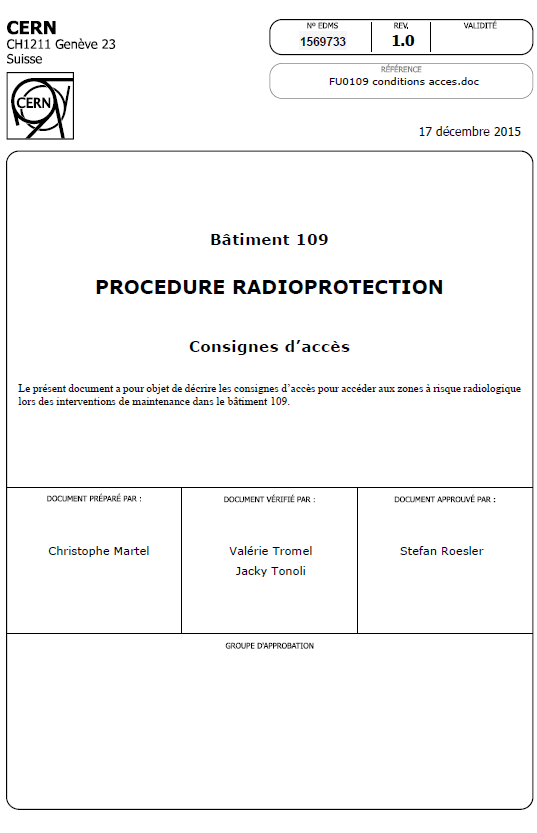 CERN
CH1211 Genève 23
Suisse
CERN
Nº EDMS REV. VALIDITÉ
1569733 1.0
RÉFÉRENCE
FU0109 conditions acces.doc
17 décembre 2015
Bâtiment 109
PROCEDURE RADIOPROTECTION
Consignes d’accès
Le présent document a pour objet de décrire les consignes d’accès pour accéder aux zones à risque radiologique
lors des interventions de maintenance dans le bâtiment 109.
DOCUMENT PRÉPARÉ PAR : DOCUMENT VÉRIFIÉ PAR : DOCUMENT APPROUVÉ PAR :
Christophe Martel Valérie Tromel Stefan Roesler
Jacky Tonoli
GROUPE D'APPROBATION